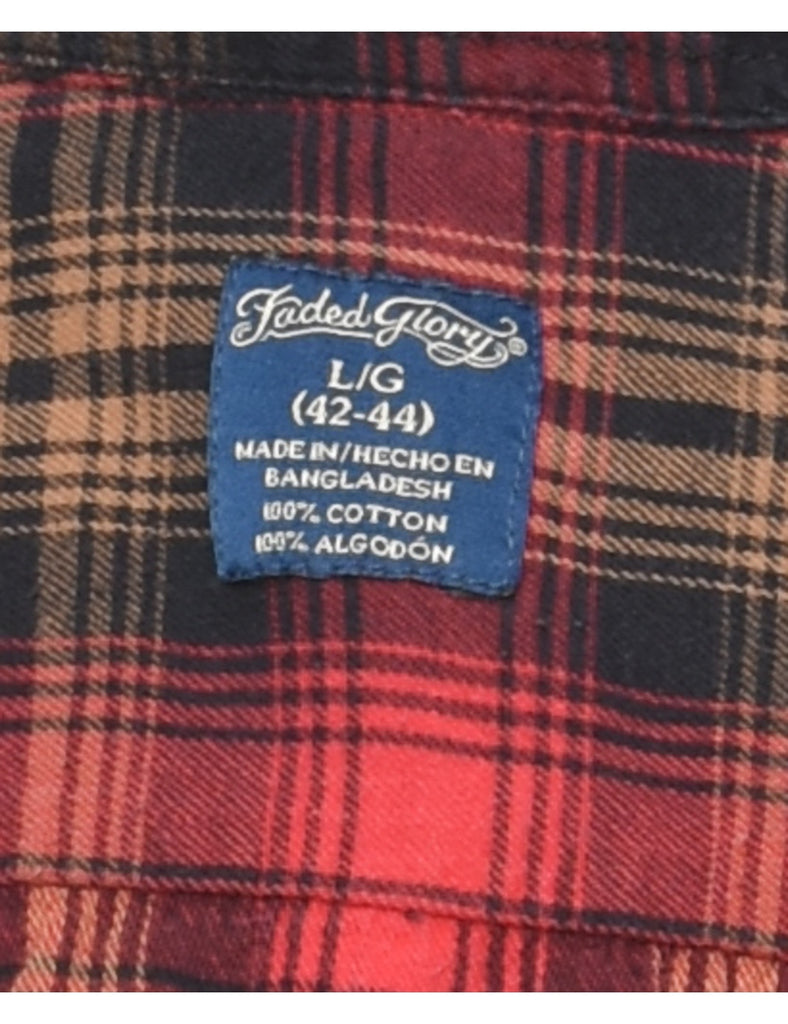 Faded Glory®
L/G
(42-44)
MADE IN/HECHO EN
BANGLADESH
100% COTTON
100% ALGODÓN